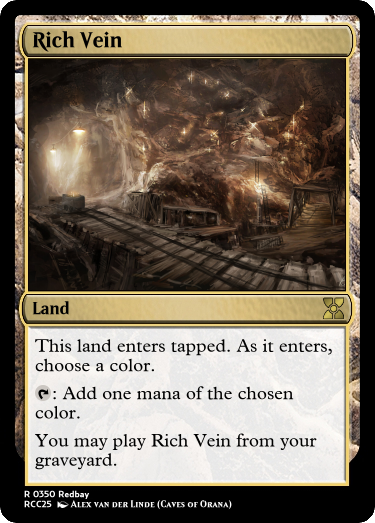 Rich Vein
Land
This land enters tapped. As it enters,
choose a color.
: Add one mana of the chosen
color.
You may play Rich Vein from your
graveyard.
R 0350 Redbay
RCC25 Alex van der Linde (Caves of Orana)